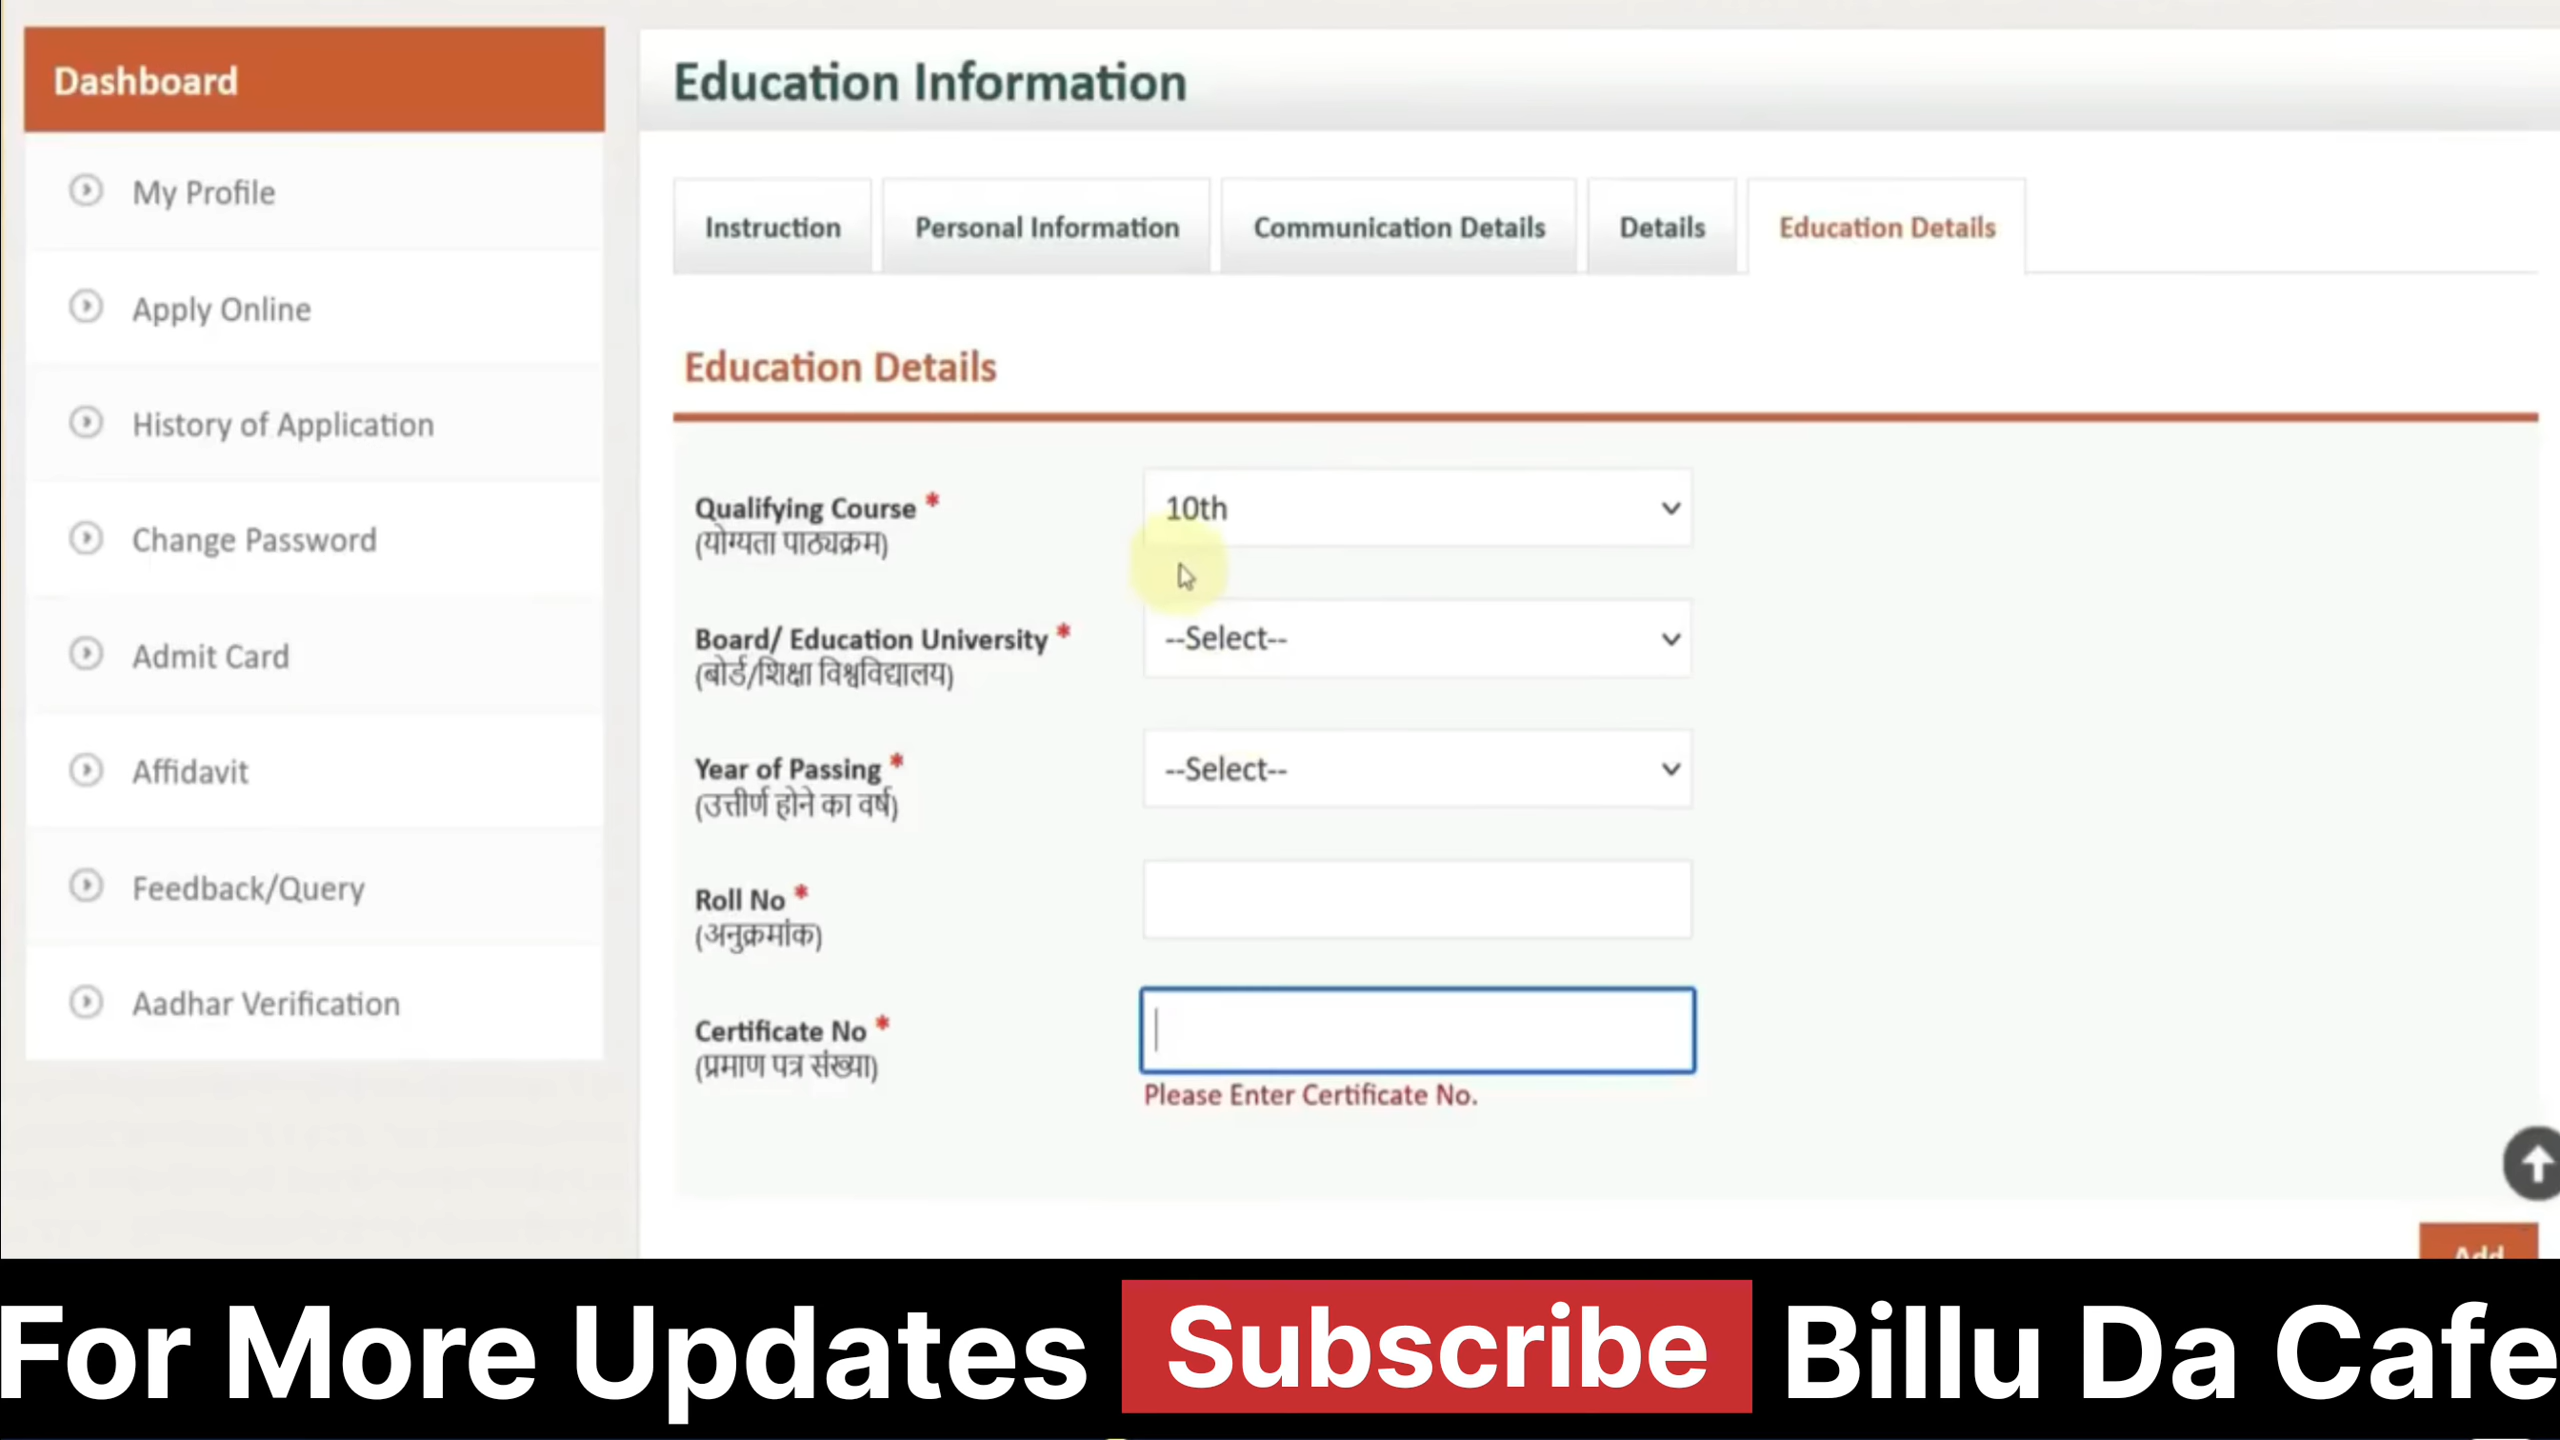 Dashboard
My Profile
Apply Online
History of Application
Change Password
Admit Card
Affidavit
Feedback/Query
Aadhar Verification
Education Information
Instruction
Personal Information
Communication Details
Details
Education Details
Education Details
Qualifying Course *
(योग्यता पाठ्यक्रम)
10th
Board/ Education University *
(बोर्ड/शिक्षा विश्वविद्यालय)
--Select--
Year of Passing *
(उत्तीर्ण होने का वर्ष)
--Select--
Roll No *
(अनुक्रमांक)
Certificate No *
(प्रमाण पत्र संख्या)
Please Enter Certificate No.
Add
For More Updates Subscribe Billu Da Cafe